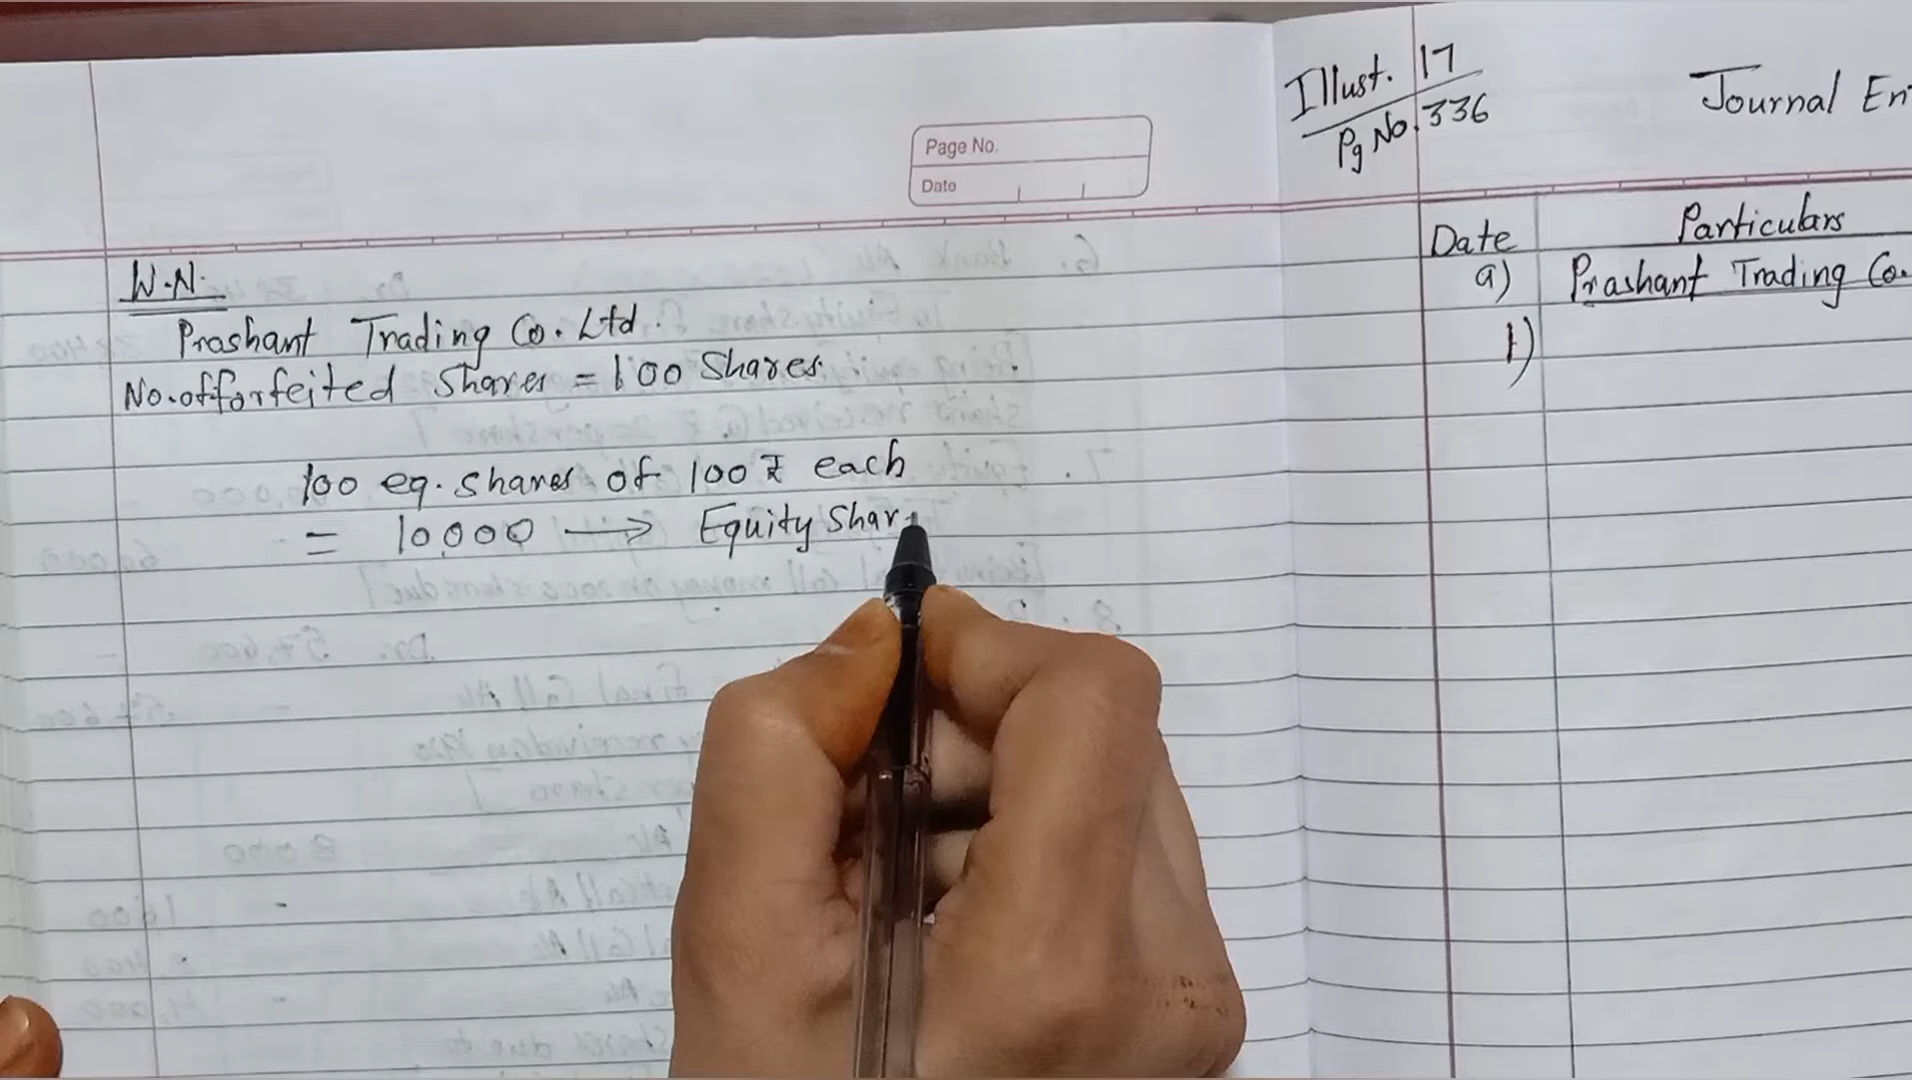 Page No.
Date
W.N.
Prashant Trading Co. Ltd.
No. of forfeited Shares = 100 Shares.
100 eq. shares of 100 ₹ each
= 10,000 → Equity Shar
Illust. 17
Pg No. 336
Journal En
Date Particulars
a) Prashant Trading Co.
1)